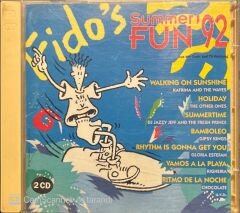 Fido's
Summer
FUN 92
WALKING ON SUNSHINE
KATRINA AND THE WAVES
HOLIDAY
THE OTHER ONES
SUMMERTIME
DJ JAZZY JEFF AND THE FRESH PRINCE
BAMBOLEO
GIPSY KINGS
RHYTHM IS GONNA GET YOU
GLORIA ESTEFAN
VAMOS A LA PLAYA
RIGHEIRA
RITMO DE LA NOCHE
CHOCOLATE
2 CD